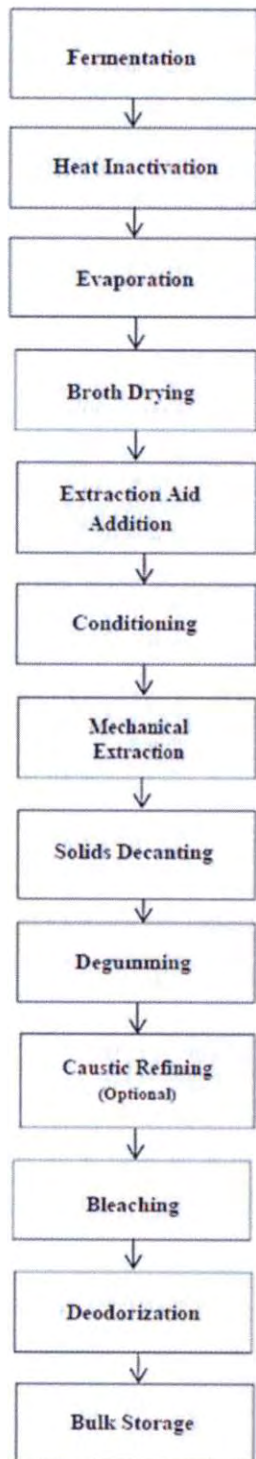 Fermentation
Heat Inactivation
Evaporation
Broth Drying
Extraction Aid
Addition
Conditioning
Mechanical
Extraction
Solids Decanting
Degumming
Caustic Refining
(Optional)
Bleaching
Deodorization
Bulk Storage